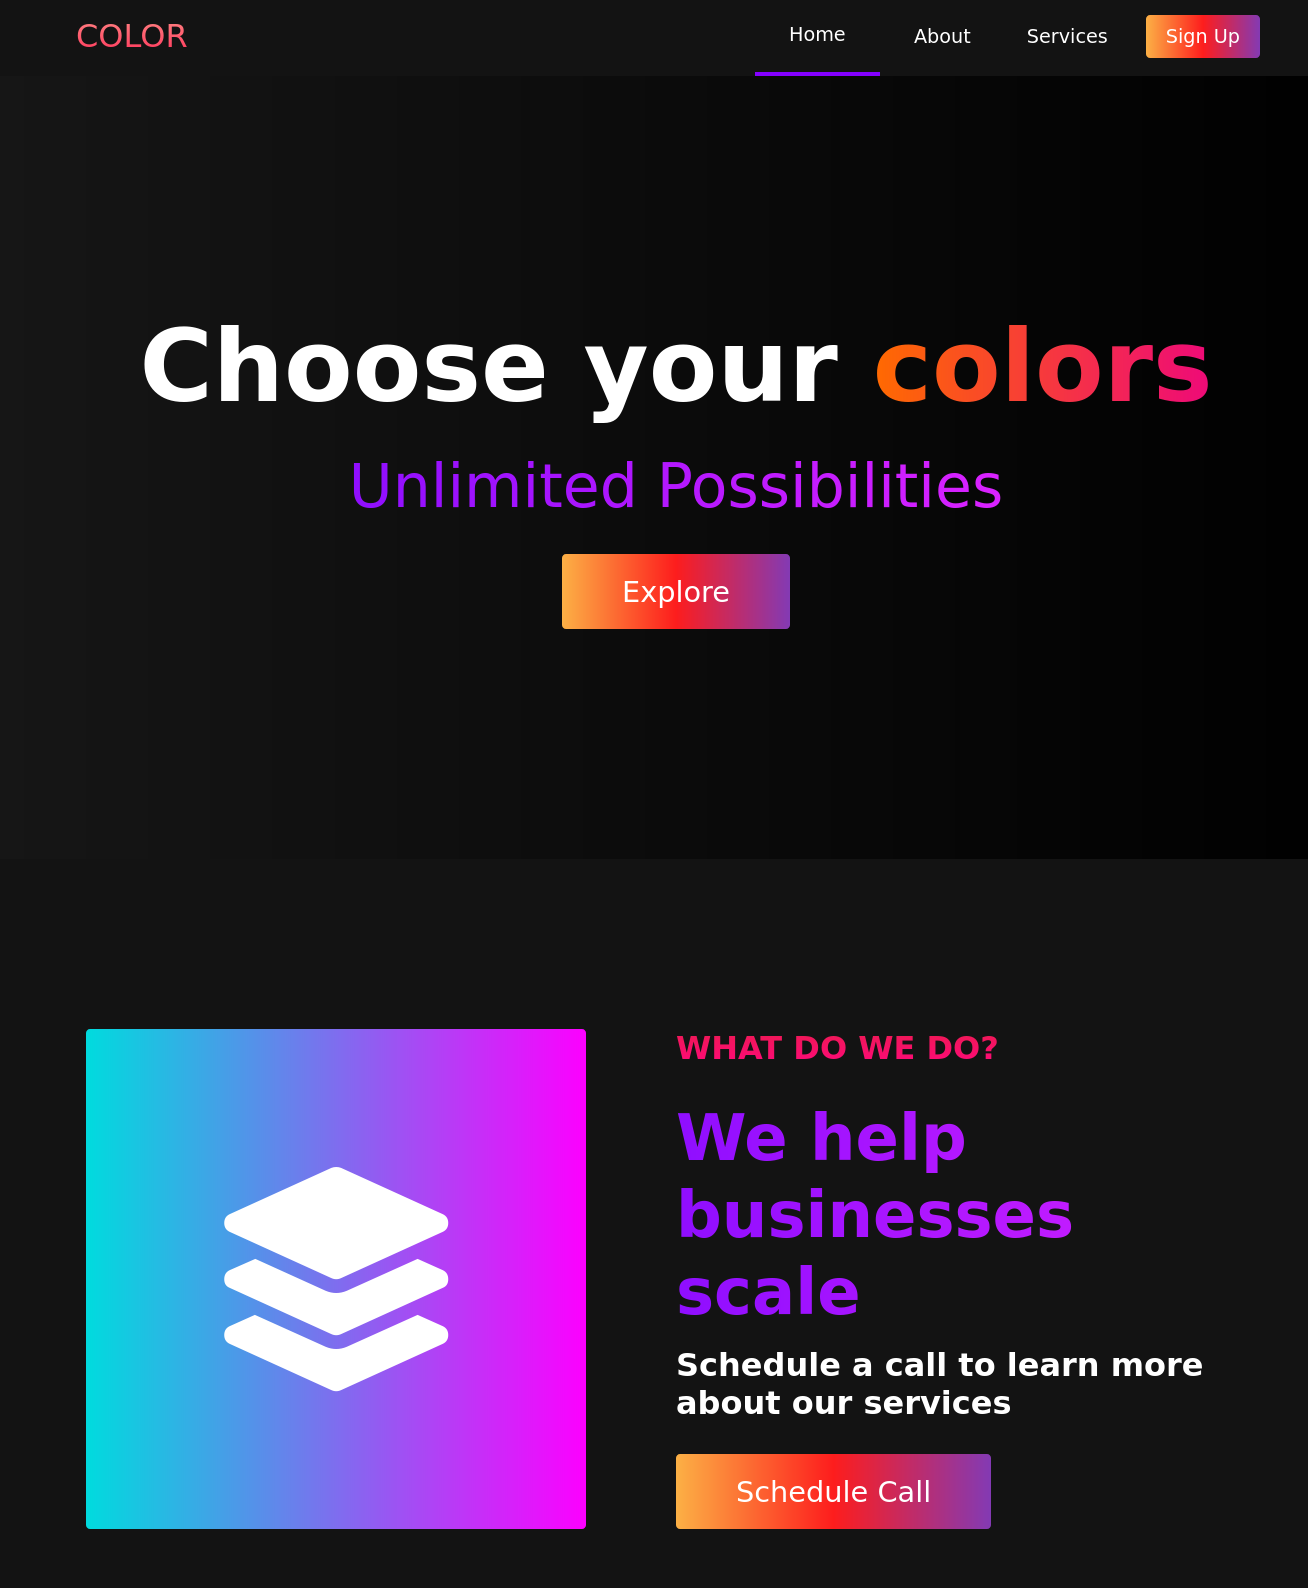 COLOR
Home
About
Services
Sign Up
Choose your colors
Unlimited Possibilities
Explore
WHAT DO WE DO?
We help
businesses
scale
Schedule a call to learn more
about our services
Schedule Call